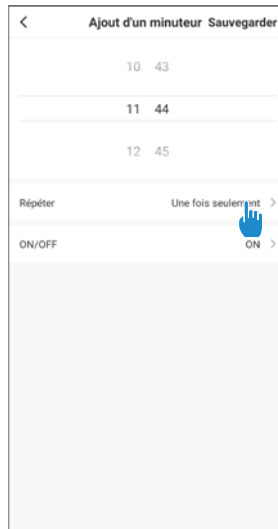 Ajout d'un minuteur Sauvegarder
10 43
11 44
12 45
Répéter Une fois seulement
ON/OFF ON